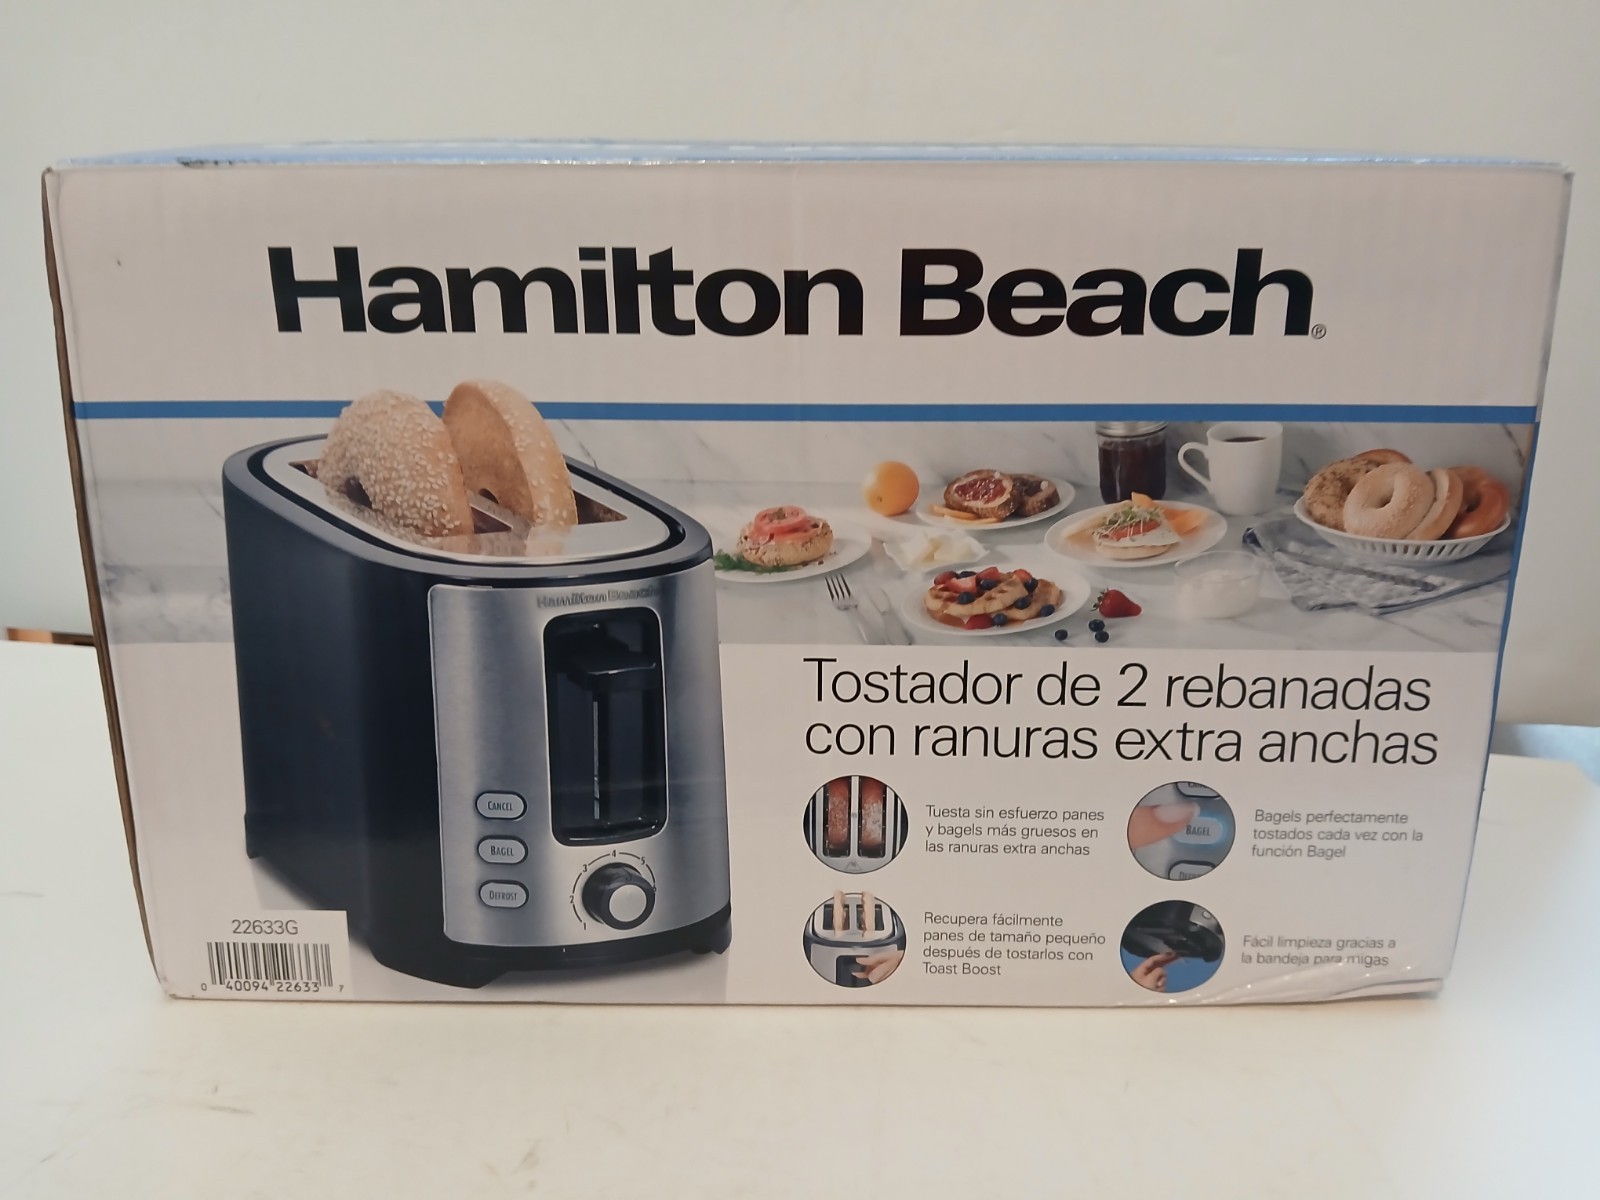 Hamilton Beach®
Hamilton Beach
CANCEL
BAGEL
DEFROST
1
2
3
4
5
6
Tostador de 2 rebanadas
con ranuras extra anchas
Tuesta sin esfuerzo panes
y bagels más gruesos en
las ranuras extra anchas
BAGEL
Bagels perfectamente
tostados cada vez con la
función Bagel
Recupera fácilmente
panes de tamaño pequeño
después de tostarlos con
Toast Boost
Fácil limpieza gracias a
la bandeja para migas
22633G
0 40094 22633 7